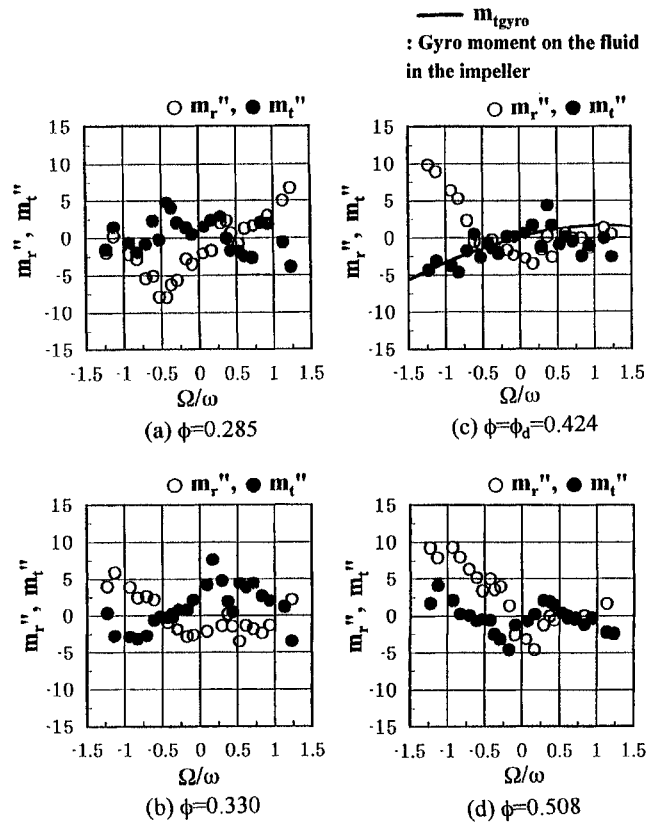 m_tgyro
: Gyro moment on the fluid
in the impeller
○ m_r'', ● m_t''
15
10
5
0
-5
-10
-15
m_r'', m_t''
-1.5 -1 -0.5 0 0.5 1 1.5
Ω/ω
(a) ϕ=0.285
○ m_r'', ● m_t''
15
10
5
0
-5
-10
-15
m_r'', m_t''
-1.5 -1 -0.5 0 0.5 1 1.5
Ω/ω
(c) ϕ=ϕ_d=0.424
○ m_r'', ● m_t''
15
10
5
0
-5
-10
-15
m_r'', m_t''
-1.5 -1 -0.5 0 0.5 1 1.5
Ω/ω
(b) ϕ=0.330
○ m_r'', ● m_t''
15
10
5
0
-5
-10
-15
m_r'', m_t''
-1.5 -1 -0.5 0 0.5 1 1.5
Ω/ω
(d) ϕ=0.508